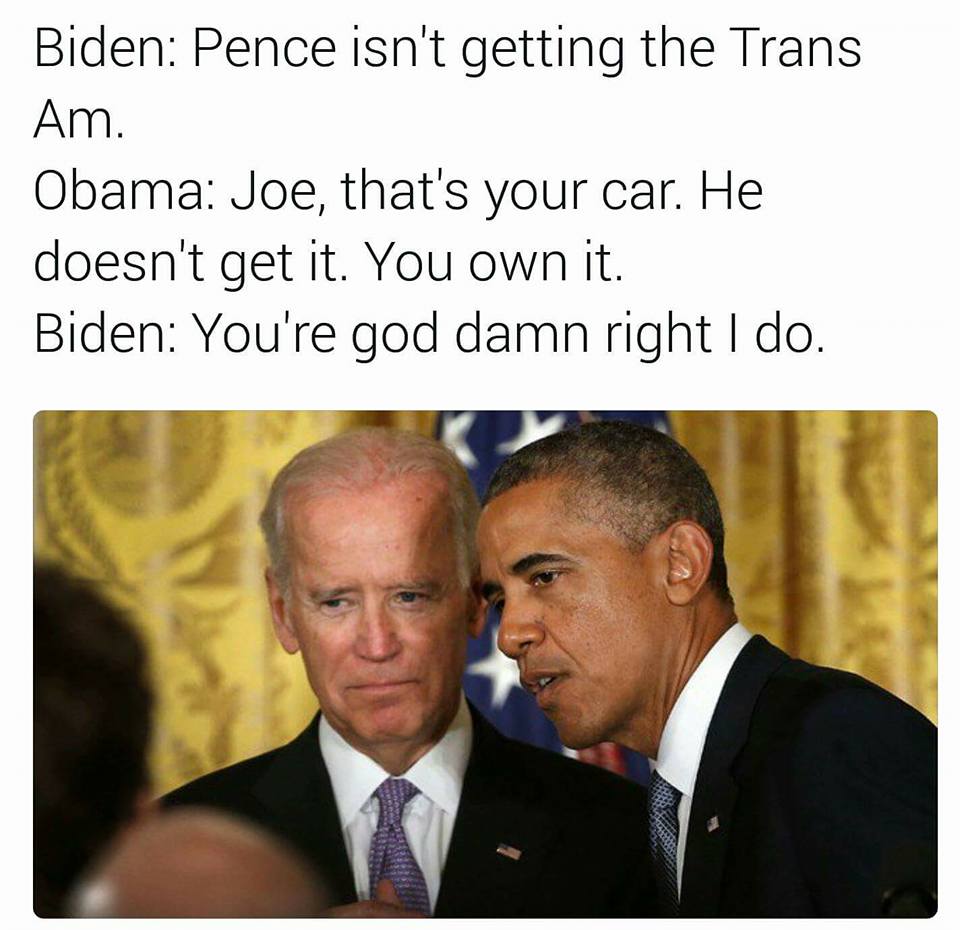 Biden: Pence isn't getting the Trans
Am.
Obama: Joe, that's your car. He
doesn't get it. You own it.
Biden: You're god damn right I do.